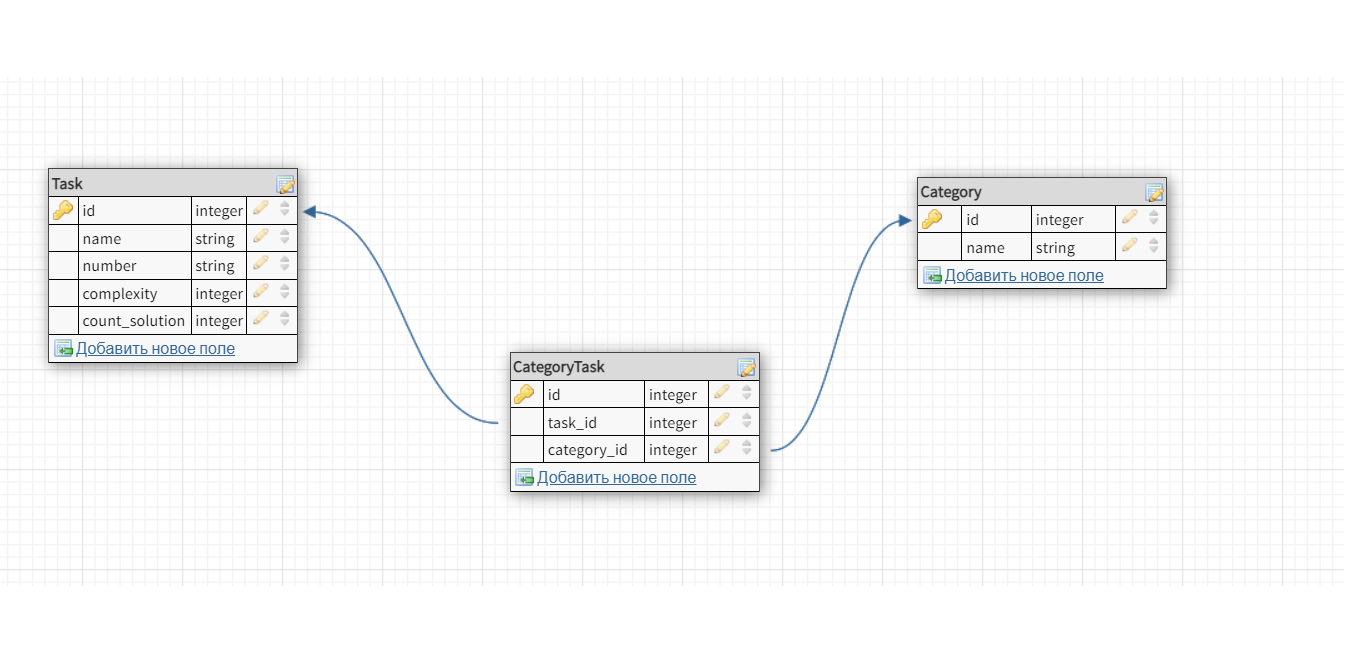 Task
id integer
name string
number string
complexity integer
count_solution integer
Добавить новое поле
CategoryTask
id integer
task_id integer
category_id integer
Добавить новое поле
Category
id integer
name string
Добавить новое поле